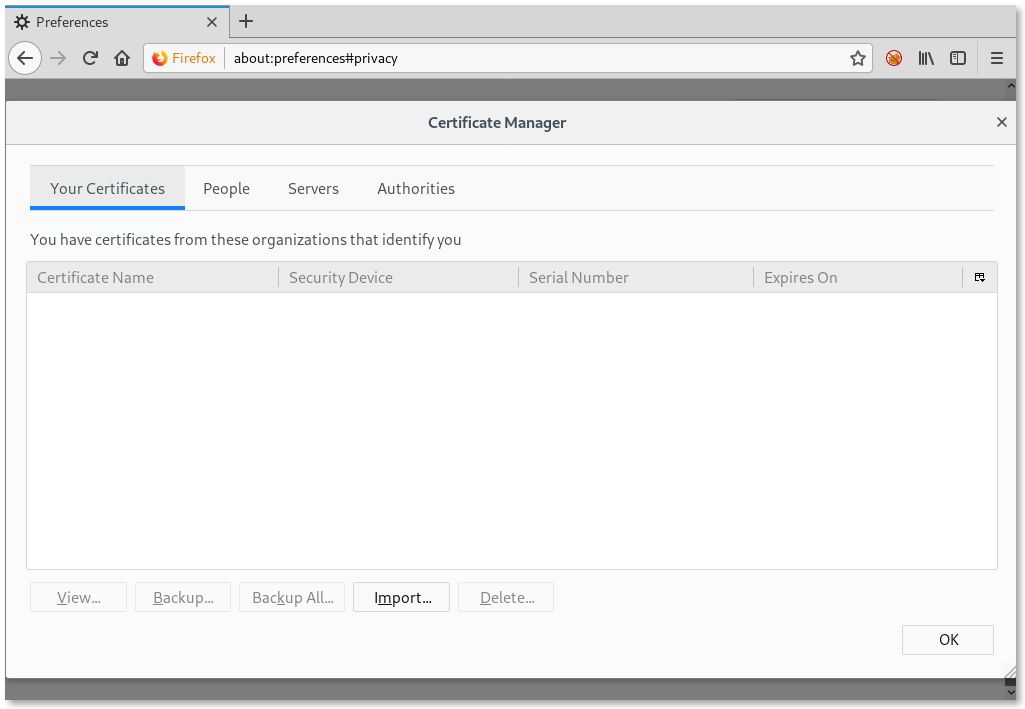 Preferences
Firefox about:preferences#privacy
Certificate Manager
Your Certificates People Servers Authorities
You have certificates from these organizations that identify you
Certificate Name Security Device Serial Number Expires On
View... Backup... Backup All... Import... Delete...
OK